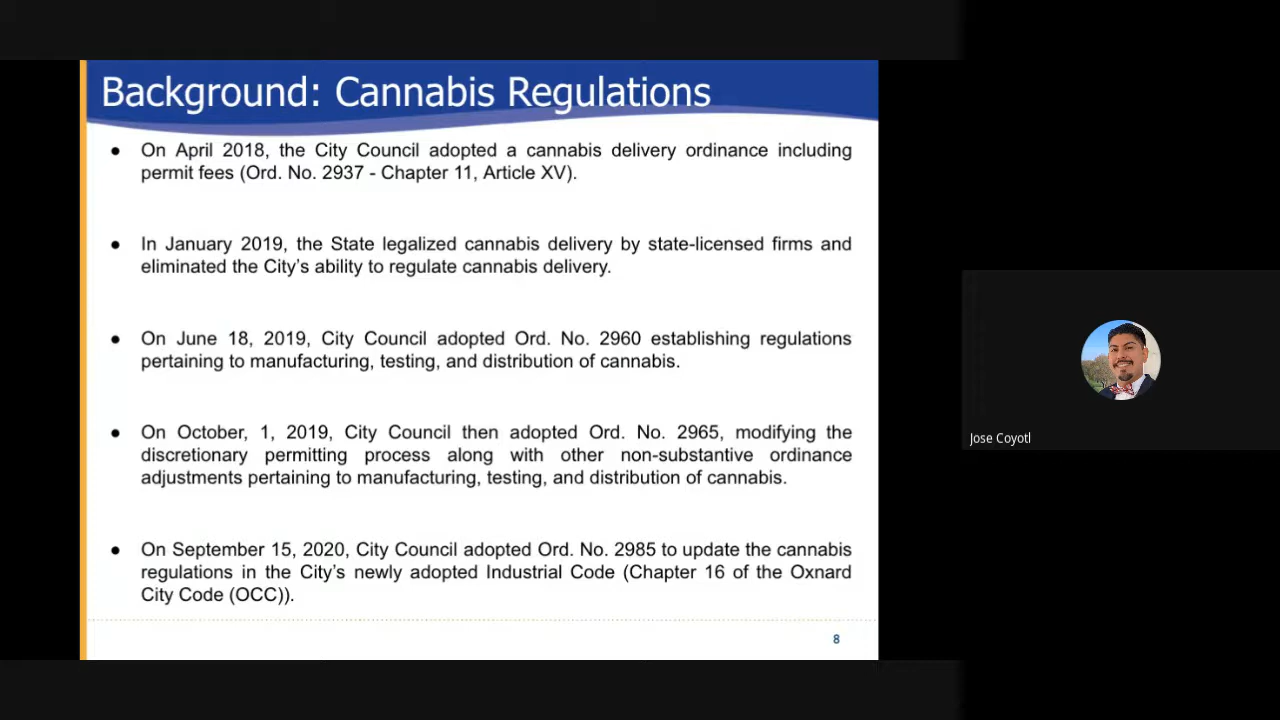 Background: Cannabis Regulations
● On April 2018, the City Council adopted a cannabis delivery ordinance including
permit fees (Ord. No. 2937 - Chapter 11, Article XV).
● In January 2019, the State legalized cannabis delivery by state-licensed firms and
eliminated the City’s ability to regulate cannabis delivery.
● On June 18, 2019, City Council adopted Ord. No. 2960 establishing regulations
pertaining to manufacturing, testing, and distribution of cannabis.
● On October, 1, 2019, City Council then adopted Ord. No. 2965, modifying the
discretionary permitting process along with other non-substantive ordinance
adjustments pertaining to manufacturing, testing, and distribution of cannabis.
● On September 15, 2020, City Council adopted Ord. No. 2985 to update the cannabis
regulations in the City’s newly adopted Industrial Code (Chapter 16 of the Oxnard
City Code (OCC)).
8
Jose Coyotl